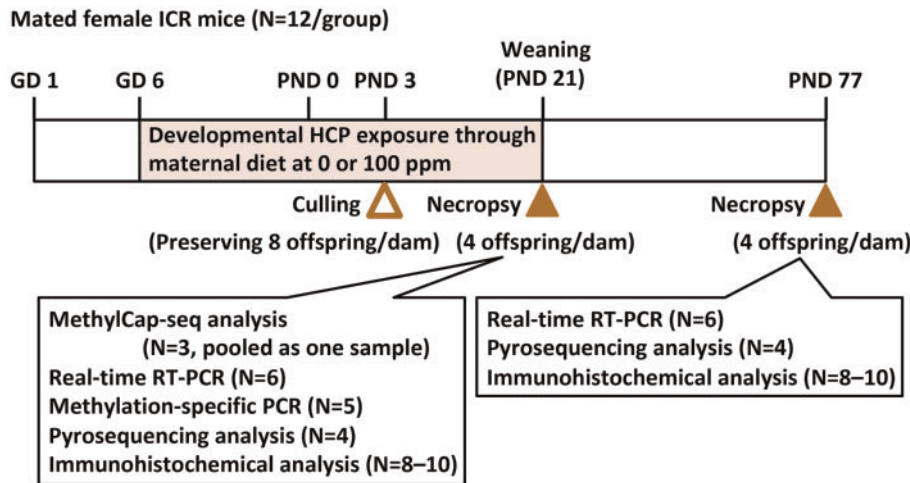 Mated female ICR mice (N=12/group)
GD 1
GD 6
PND 0
PND 3
Weaning
(PND 21)
PND 77
Developmental HCP exposure through
maternal diet at 0 or 100 ppm
Culling
(Preserving 8 offspring/dam)
Necropsy
(4 offspring/dam)
Necropsy
(4 offspring/dam)
MethylCap-seq analysis
(N=3, pooled as one sample)
Real-time RT-PCR (N=6)
Methylation-specific PCR (N=5)
Pyrosequencing analysis (N=4)
Immunohistochemical analysis (N=8–10)
Real-time RT-PCR (N=6)
Pyrosequencing analysis (N=4)
Immunohistochemical analysis (N=8–10)